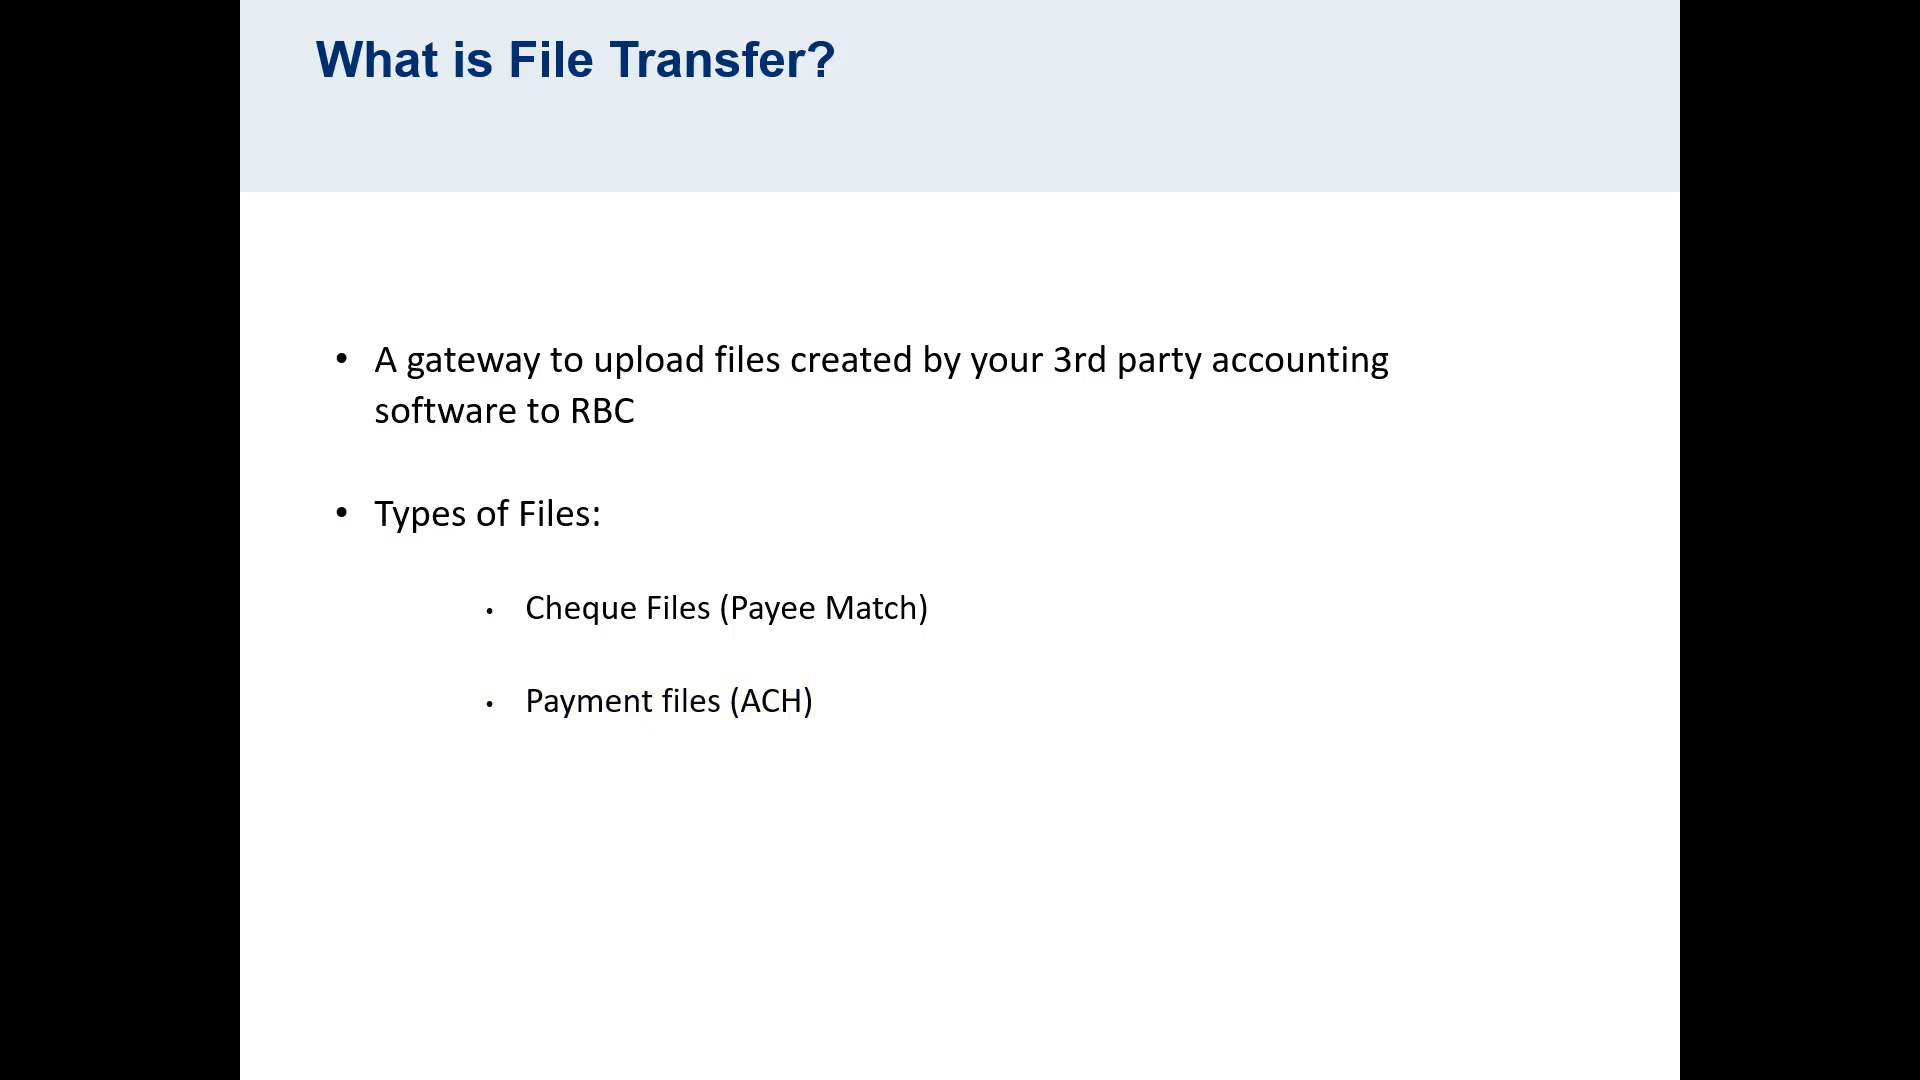 What is File Transfer?
• A gateway to upload files created by your 3rd party accounting
software to RBC
• Types of Files:
• Cheque Files (Payee Match)
• Payment files (ACH)